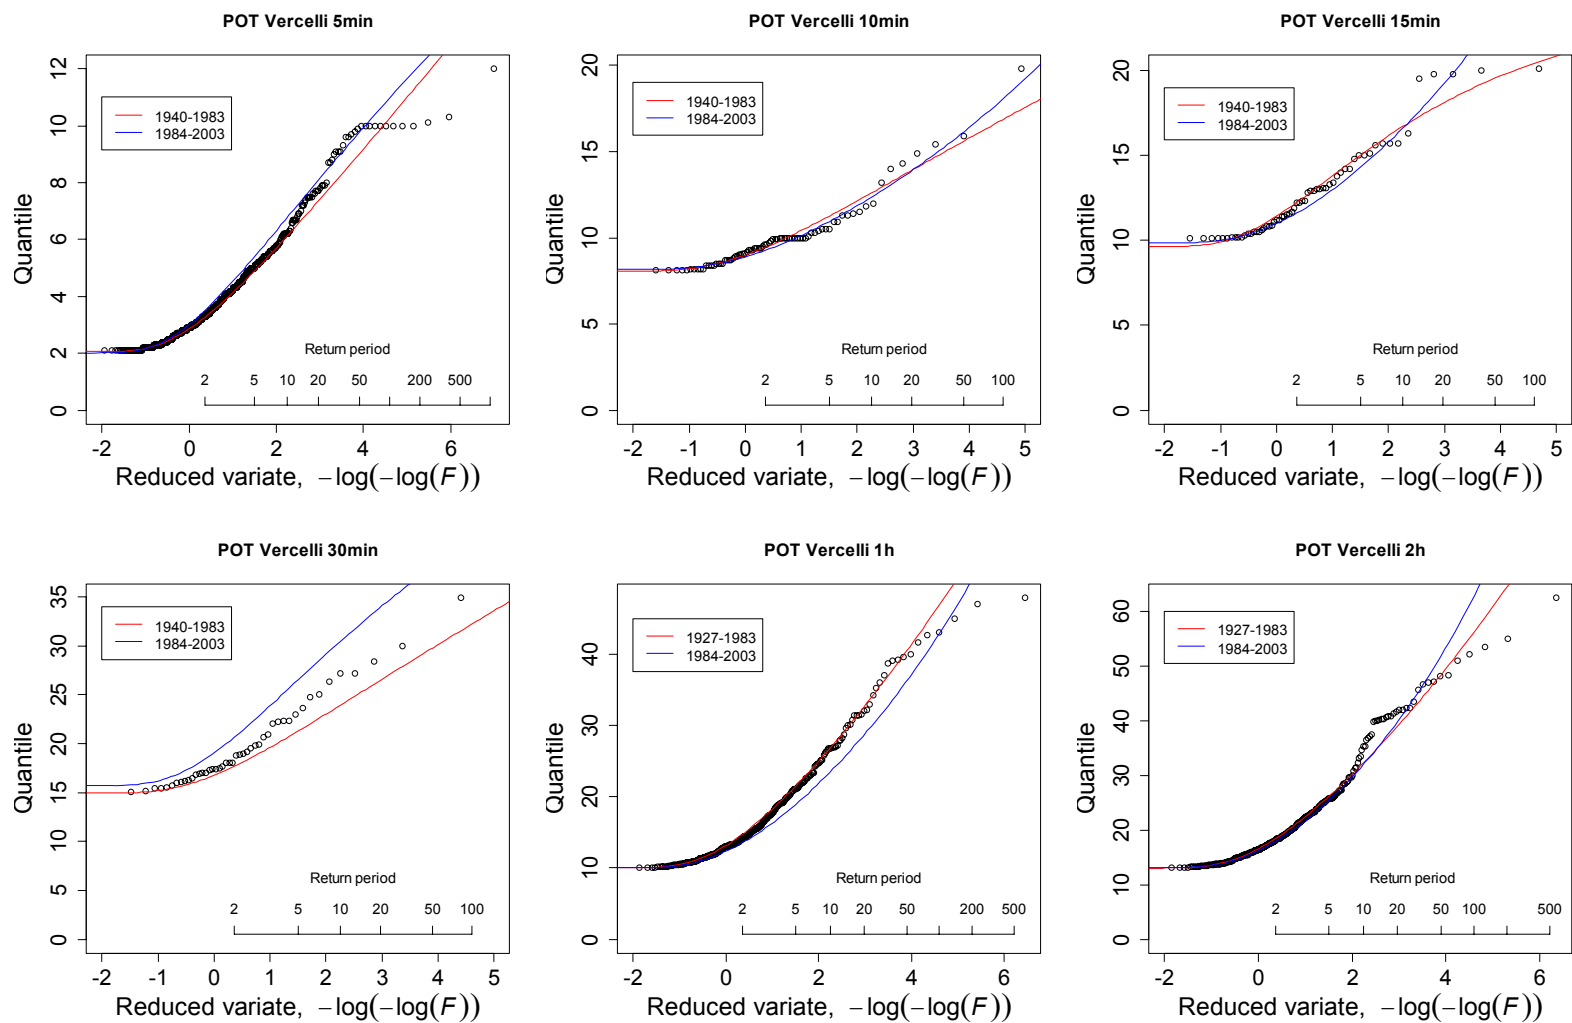 POT Vercelli 5min
Quantile
12
10
8
6
4
2
0
1940-1983
1984-2003
Return period
2 5 10 20 50 200 500
-2 0 2 4 6
Reduced variate, −log(−log(F))
POT Vercelli 10min
Quantile
20
15
10
5
0
1940-1983
1984-2003
Return period
2 5 10 20 50 100
-2 -1 0 1 2 3 4 5
Reduced variate, −log(−log(F))
POT Vercelli 15min
Quantile
20
15
10
5
0
1940-1983
1984-2003
Return period
2 5 10 20 50 100
-2 -1 0 1 2 3 4 5
Reduced variate, −log(−log(F))
POT Vercelli 30min
Quantile
35
30
25
20
15
10
5
0
1940-1983
1984-2003
Return period
2 5 10 20 50 100
-2 -1 0 1 2 3 4 5
Reduced variate, −log(−log(F))
POT Vercelli 1h
Quantile
40
30
20
10
0
1927-1983
1984-2003
Return period
2 5 10 20 50 200 500
-2 0 2 4 6
Reduced variate, −log(−log(F))
POT Vercelli 2h
Quantile
60
50
40
30
20
10
0
1927-1983
1984-2003
Return period
2 5 10 20 50 100 500
-2 0 2 4 6
Reduced variate, −log(−log(F))